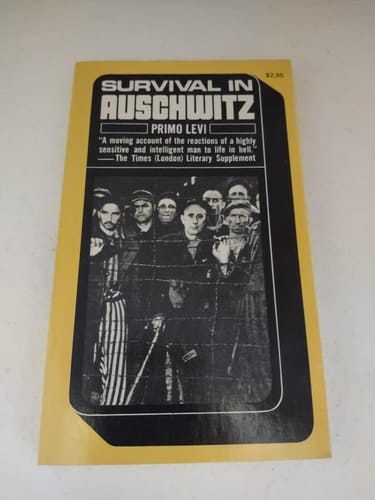 $2.95
SURVIVAL IN
AUSCHWITZ
PRIMO LEVI
"A moving account of the reactions of a highly
sensitive and intelligent man to life in hell."
—The Times (London) Literary Supplement